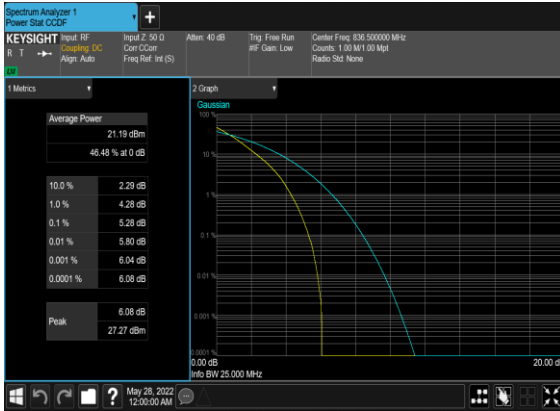 Spectrum Analyzer 1
Power Stat CCDF
KEYSIGHT
R T
Input: RF
Coupling: DC
Align: Auto
Input Z: 50 Ω
Corr CCorr
Freq Ref: Int (S)
Atten: 40 dB
Trig: Free Run
#IF Gain: Low
Center Freq: 836.500000 MHz
Counts: 1.00 M/1.00 Mpt
Radio Std: None
1 Metrics
Average Power
21.19 dBm
46.48 % at 0 dB
10.0 % 2.29 dB
1.0 % 4.28 dB
0.1 % 5.28 dB
0.01 % 5.80 dB
0.001 % 6.04 dB
0.0001 % 6.08 dB
Peak
6.08 dB
27.27 dBm
2 Graph
Gaussian
100 %
10 %
1 %
0.1 %
0.01 %
0.001 %
0.0001 %
0.00 dB
20.00 d
Info BW 25.000 MHz
May 28, 2022
12:00:00 AM